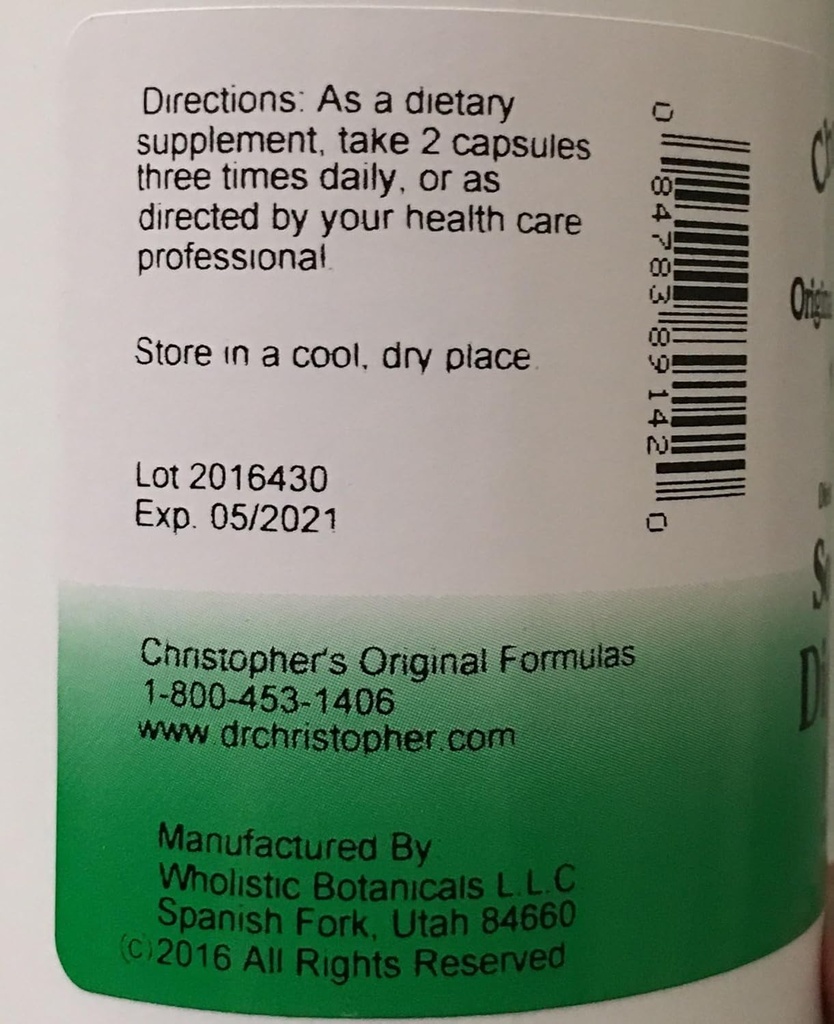 Directions: As a dietary
supplement, take 2 capsules
three times daily, or as
directed by your health care
professional.
Store in a cool, dry place.
Lot 2016430
Exp. 05/2021
Christopher's Original Formulas
1-800-453-1406
www.drchristopher.com
Manufactured By
Wholistic Botanicals L.L.C
Spanish Fork, Utah 84660
(c)2016 All Rights Reserved
0 84783 89142 0